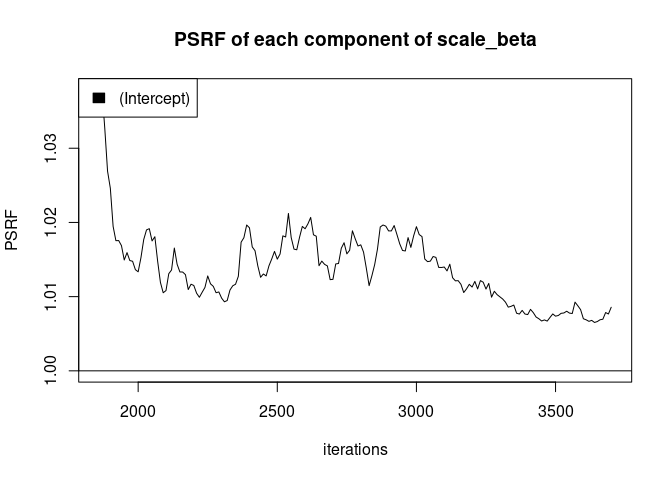 PSRF of each component of scale_beta
(Intercept)
PSRF
1.03
1.02
1.01
1.00
2000 2500 3000 3500
iterations